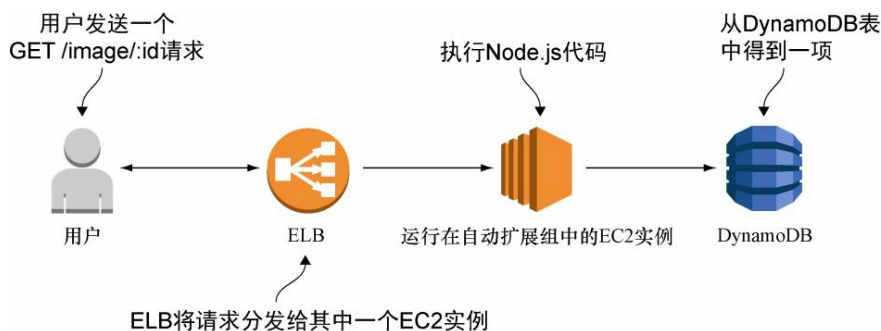 用户发送一个
GET /image/:id请求
执行Node.js代码
从DynamoDB表
中得到一项
用户
ELB
运行在自动扩展组中的EC2实例
DynamoDB
ELB将请求分发给其中一个EC2实例